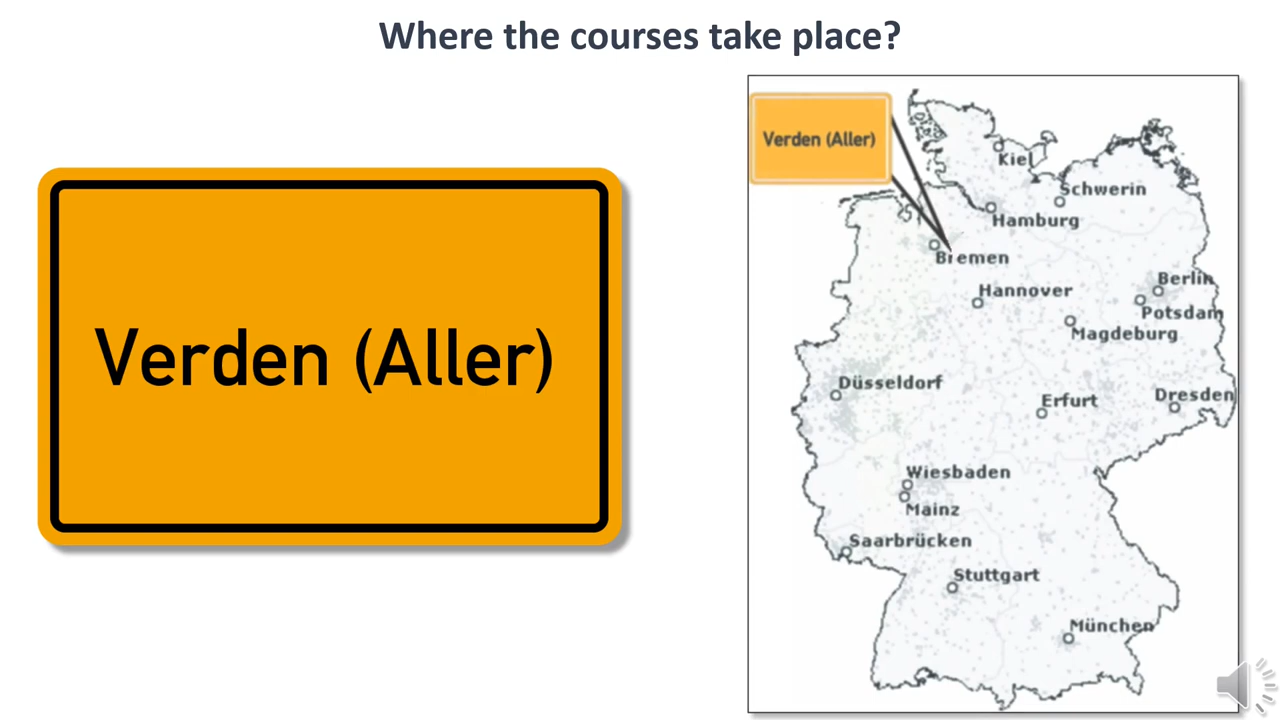 Where the courses take place?
Verden (Aller)
Verden (Aller)
Kiel
Schwerin
Hamburg
Bremen
Hannover
Berlin
Potsdam
Magdeburg
Düsseldorf
Erfurt
Dresden
Wiesbaden
Mainz
Saarbrücken
Stuttgart
München